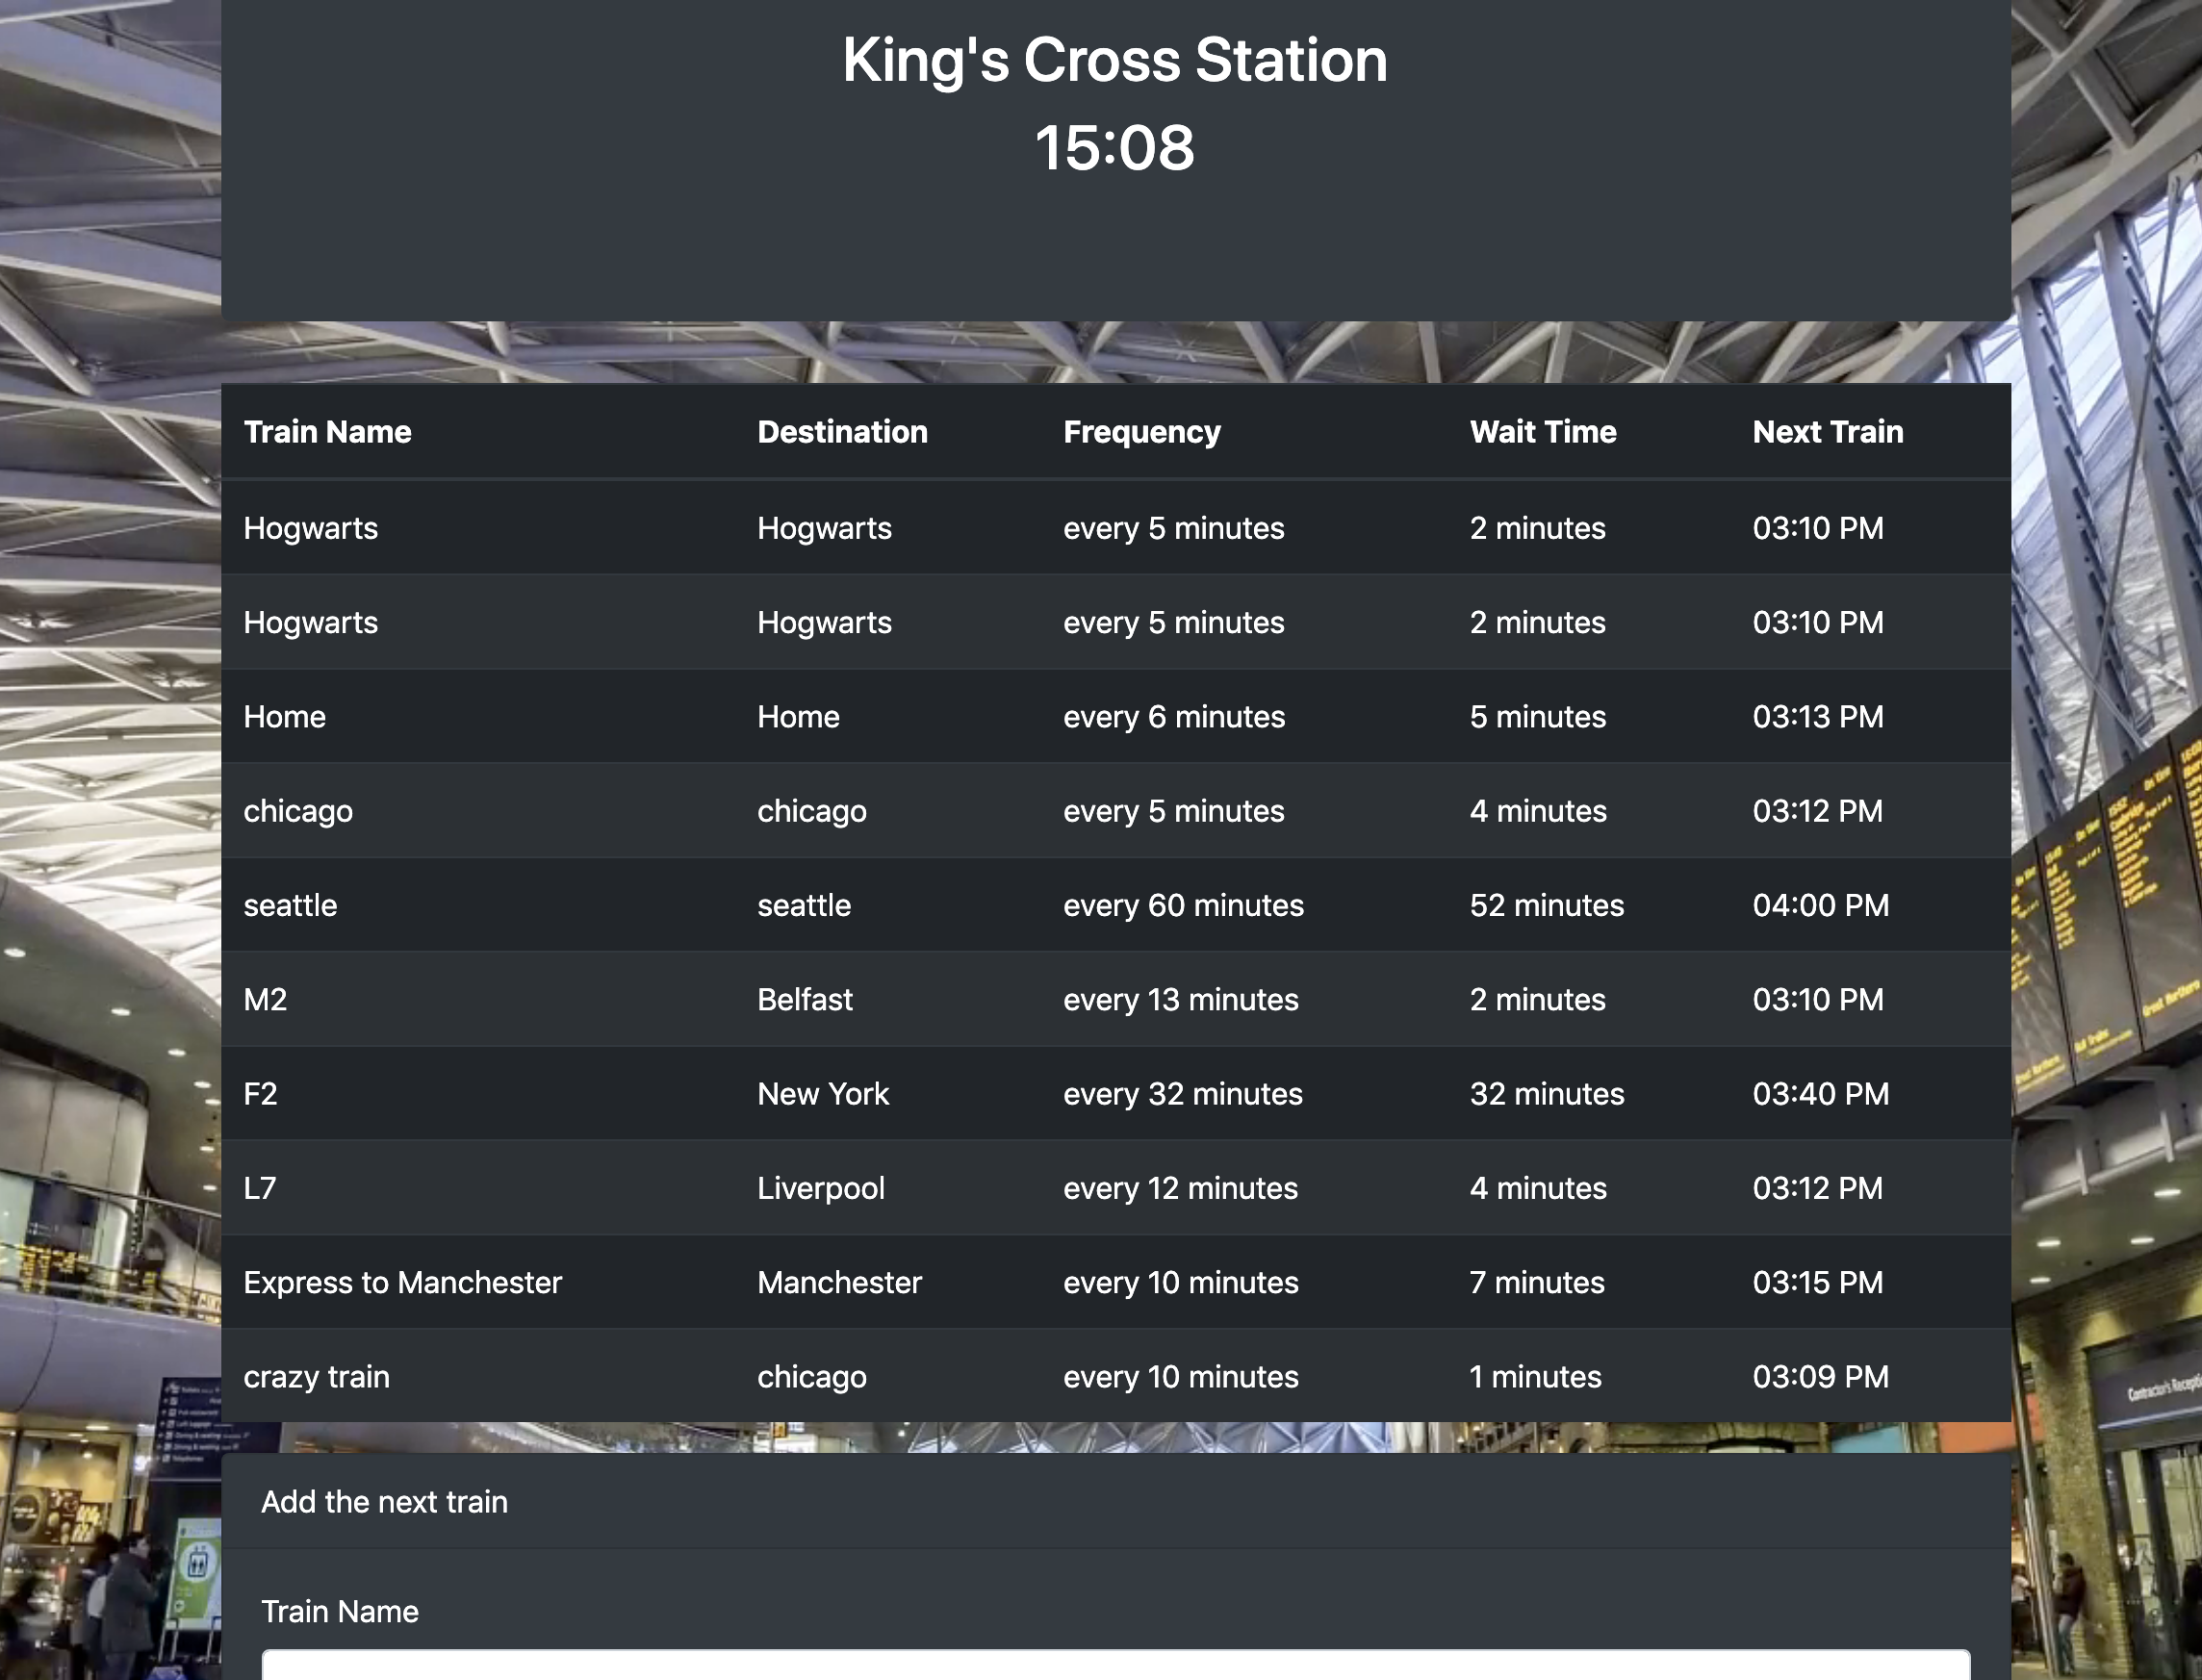 King's Cross Station
15:08
Train Name Destination Frequency Wait Time Next Train
Hogwarts Hogwarts every 5 minutes 2 minutes 03:10 PM
Hogwarts Hogwarts every 5 minutes 2 minutes 03:10 PM
Home Home every 6 minutes 5 minutes 03:13 PM
chicago chicago every 5 minutes 4 minutes 03:12 PM
seattle seattle every 60 minutes 52 minutes 04:00 PM
M2 Belfast every 13 minutes 2 minutes 03:10 PM
F2 New York every 32 minutes 32 minutes 03:40 PM
L7 Liverpool every 12 minutes 4 minutes 03:12 PM
Express to Manchester Manchester every 10 minutes 7 minutes 03:15 PM
crazy train chicago every 10 minutes 1 minutes 03:09 PM
Add the next train
Train Name